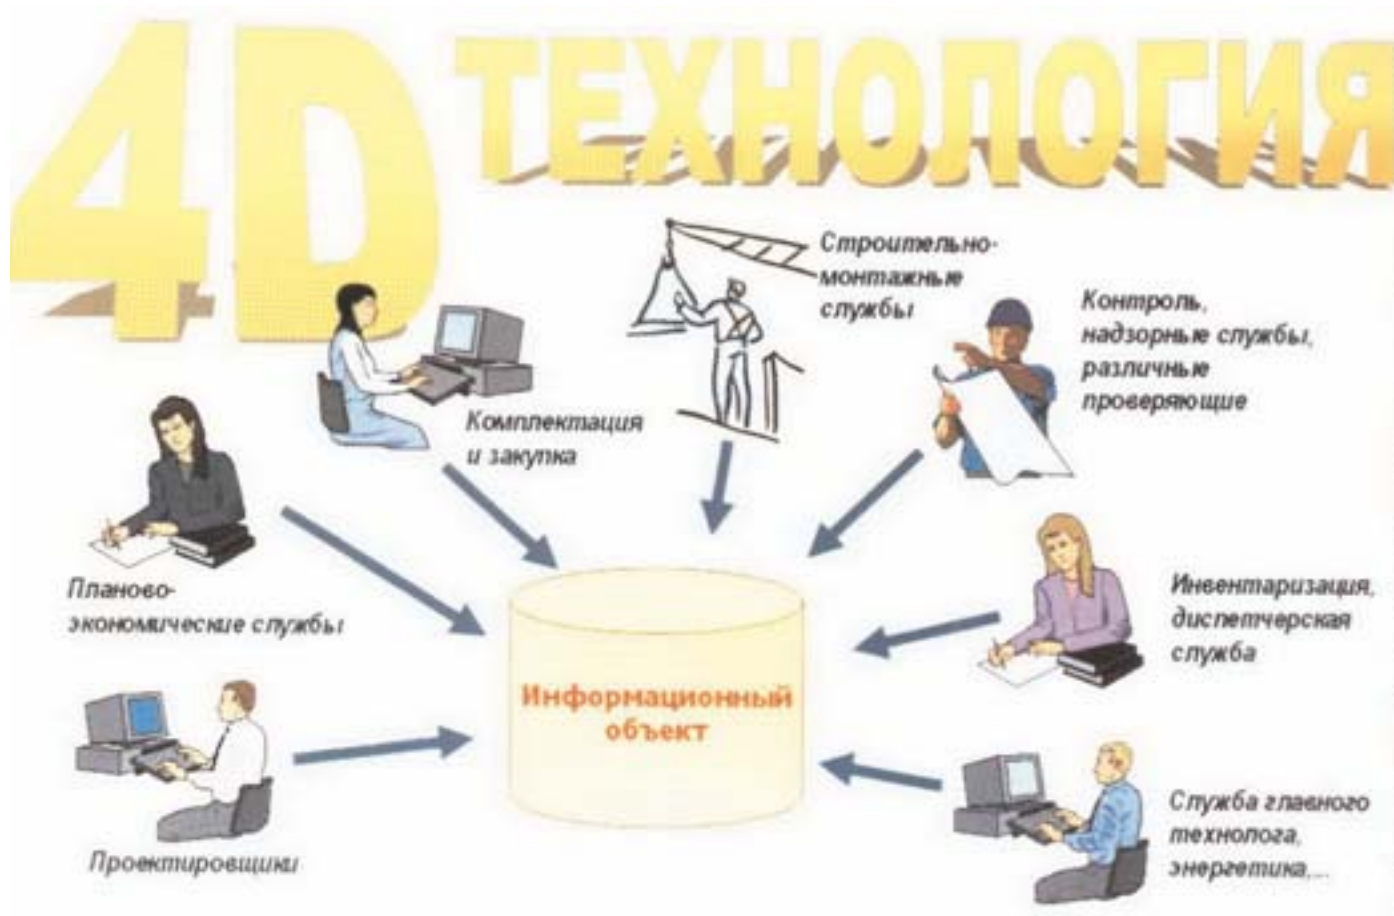 4D ТЕХНОЛОГИЯ
Строительно-
монтажные
службы
Контроль,
надзорные службы,
различные
проверяющие
Комплектация
и закупка
Планово-
экономические службы
Инвентаризация,
диспетчерская
служба
Информационный
объект
Проектировщики
Служба главного
технолога,
энергетика,...